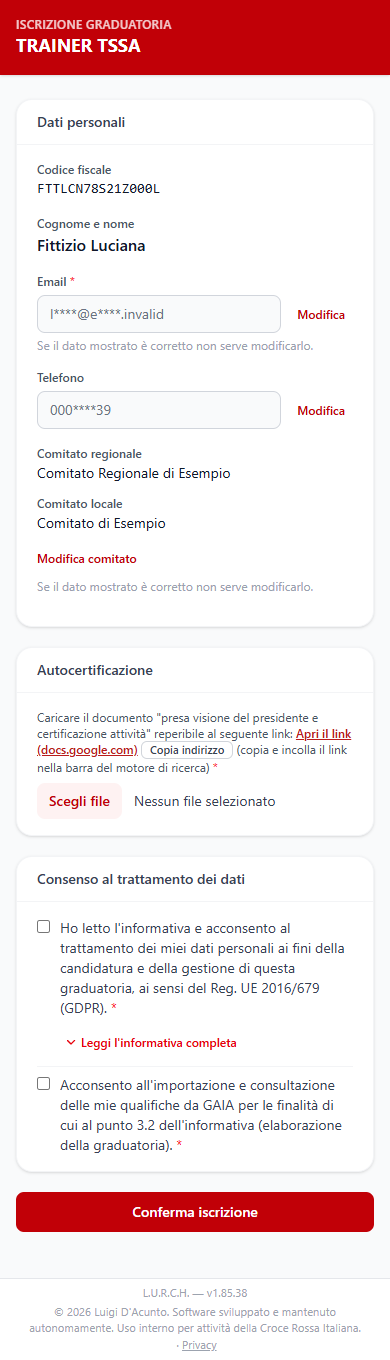 ISCRIZIONE GRADUATORIA
TRAINER TSSA
Dati personali
Codice fiscale
FTTLCN78S21Z000L
Cognome e nome
Fittizio Luciana
Email *
l****@e****.invalid
Modifica
Se il dato mostrato è corretto non serve modificarlo.
Telefono
000****39
Modifica
Comitato regionale
Comitato Regionale di Esempio
Comitato locale
Comitato di Esempio
Modifica comitato
Se il dato mostrato è corretto non serve modificarlo.
Autocertificazione
Caricare il documento "presa visione del presidente e
certificazione attività" reperibile al seguente link: Apri il link
(docs.google.com) Copia indirizzo (copia e incolla il link
nella barra del motore di ricerca) *
Scegli file Nessun file selezionato
Consenso al trattamento dei dati
Ho letto l'informativa e acconsento al
trattamento dei miei dati personali ai fini della
candidatura e della gestione di questa
graduatoria, ai sensi del Reg. UE 2016/679
(GDPR). *
Leggi l'informativa completa
Acconsento all'importazione e consultazione
delle mie qualifiche da GAIA per le finalità di
cui al punto 3.2 dell'informativa (elaborazione
della graduatoria). *
Conferma iscrizione
L.U.R.C.H. — v1.85.38
© 2026 Luigi D'Acunto. Software sviluppato e mantenuto
autonomamente. Uso interno per attività della Croce Rossa Italiana.
· Privacy